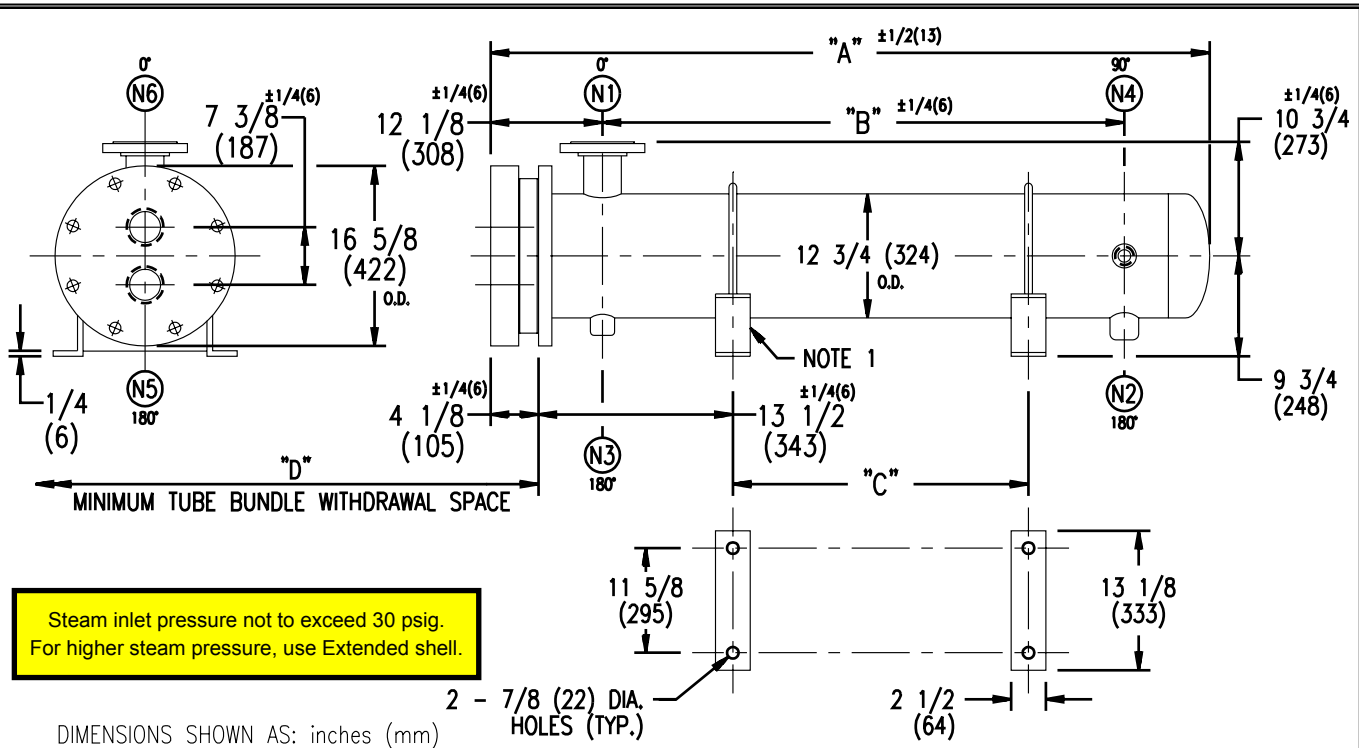 "A" ±1/2(13)
0°
N6
7 3/8 ±1/4(6)
(187)
±1/4(6)
12 1/8
(308)
0°
N1
"B" ±1/4(6)
90°
N4
±1/4(6)
10 3/4
(273)
16 5/8
(422)
O.D.
12 3/4 (324)
O.D.
NOTE 1
1/4
(6)
N5
180°
±1/4(6)
4 1/8
(105)
N3
180°
±1/4(6)
13 1/2
(343)
N2
180°
9 3/4
(248)
"D"
MINIMUM TUBE BUNDLE WITHDRAWAL SPACE
"C"
11 5/8
(295)
13 1/8
(333)
Steam inlet pressure not to exceed 30 psig.
For higher steam pressure, use Extended shell.
2 - 7/8 (22) DIA.
HOLES (TYP.)
2 1/2
(64)
DIMENSIONS SHOWN AS: inches (mm)